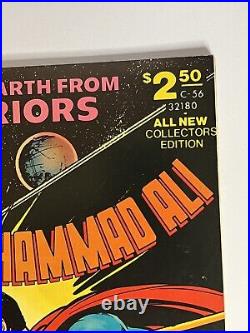 ARTH FROM
RIORS
$2.50
C-56
32180
ALL NEW
COLLECTORS
EDITION
HAMMAD ALI